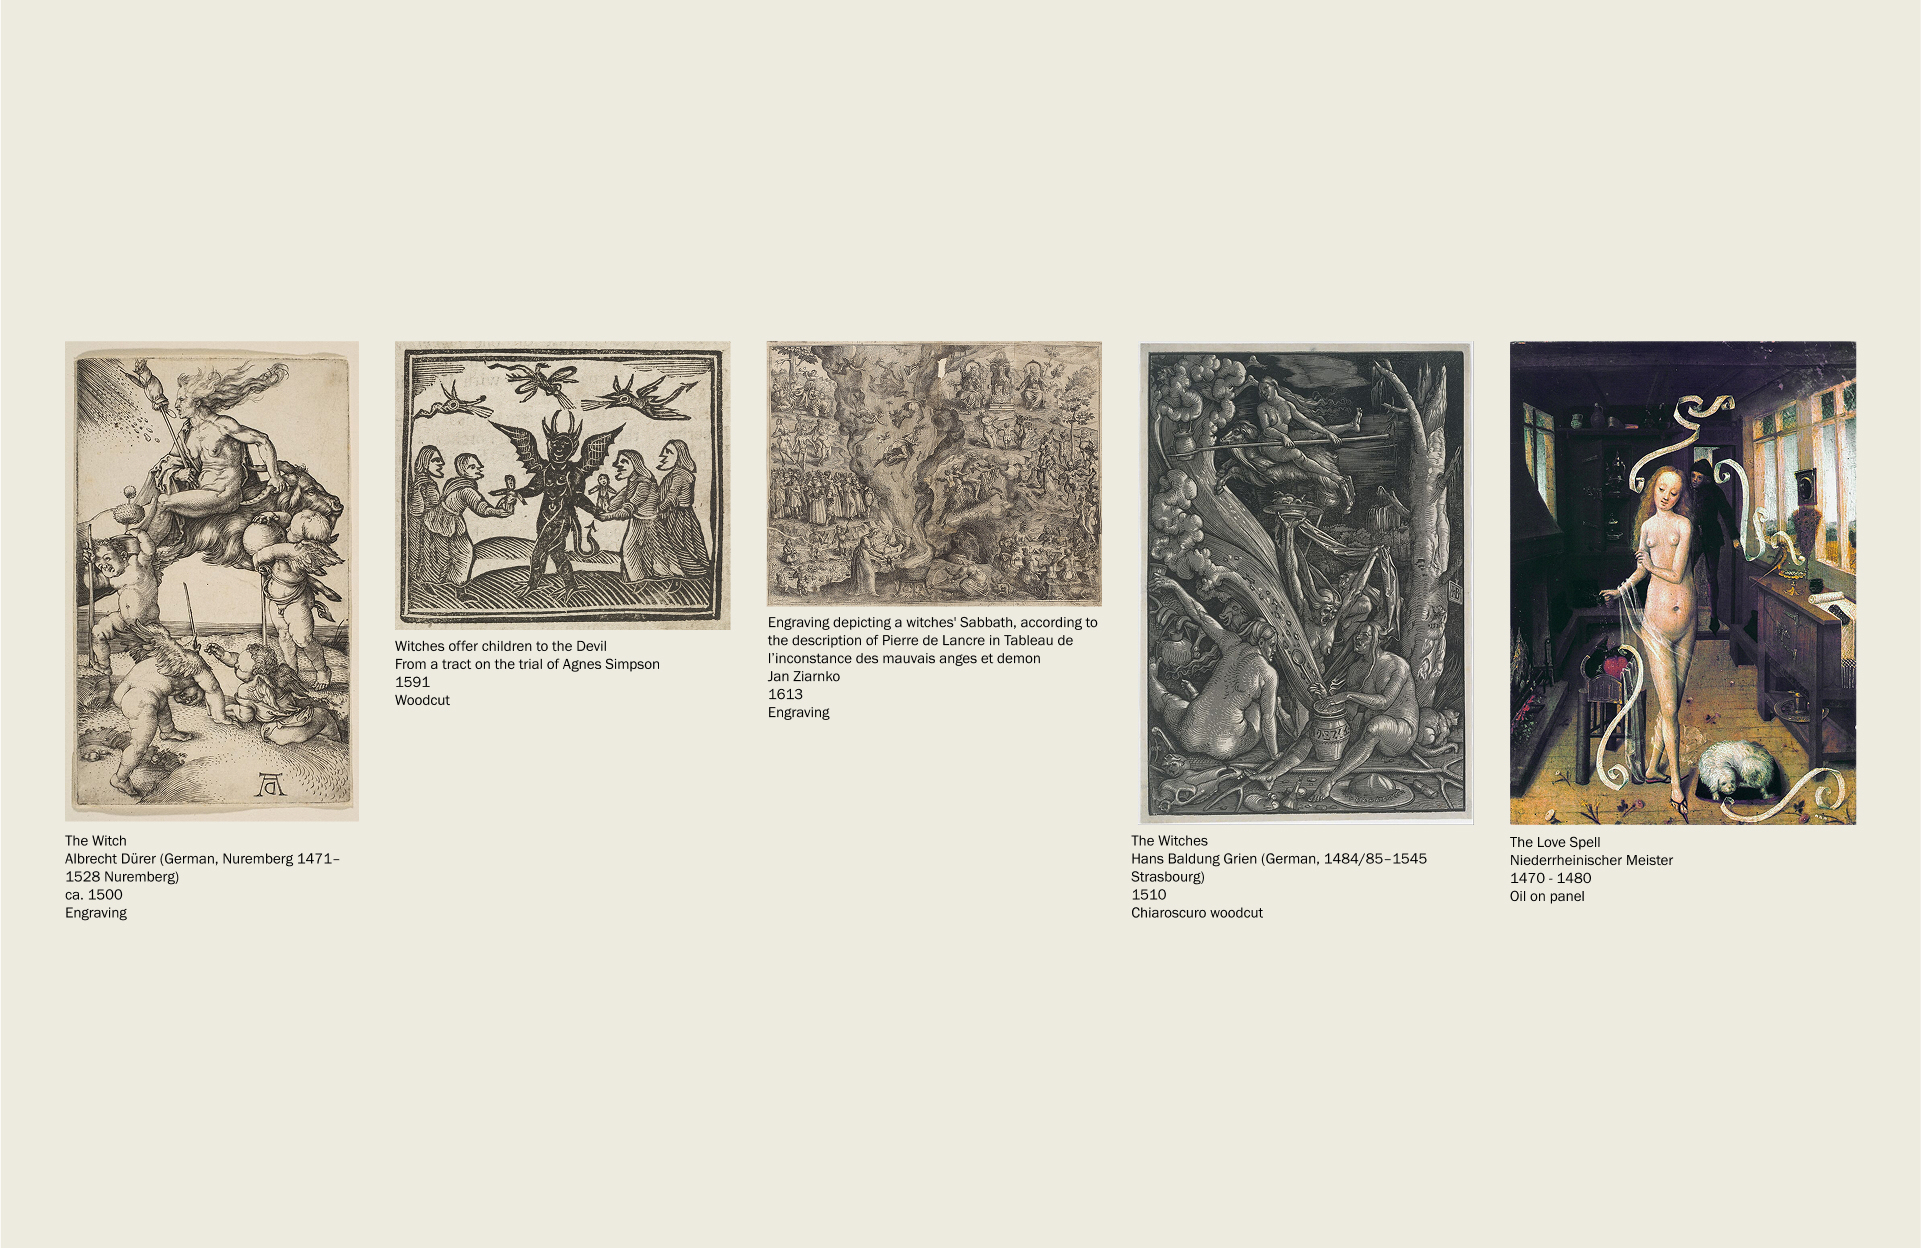 The Witch
Albrecht Dürer (German, Nuremberg 1471–
1528 Nuremberg)
ca. 1500
Engraving
Witches offer children to the Devil
From a tract on the trial of Agnes Simpson
1591
Woodcut
Engraving depicting a witches' Sabbath, according to
the description of Pierre de Lancre in Tableau de
l’inconstance des mauvais anges et demon
Jan Ziarnko
1613
Engraving
The Witches
Hans Baldung Grien (German, 1484/85–1545
Strasbourg)
1510
Chiaroscuro woodcut
The Love Spell
Niederrheinischer Meister
1470 - 1480
Oil on panel